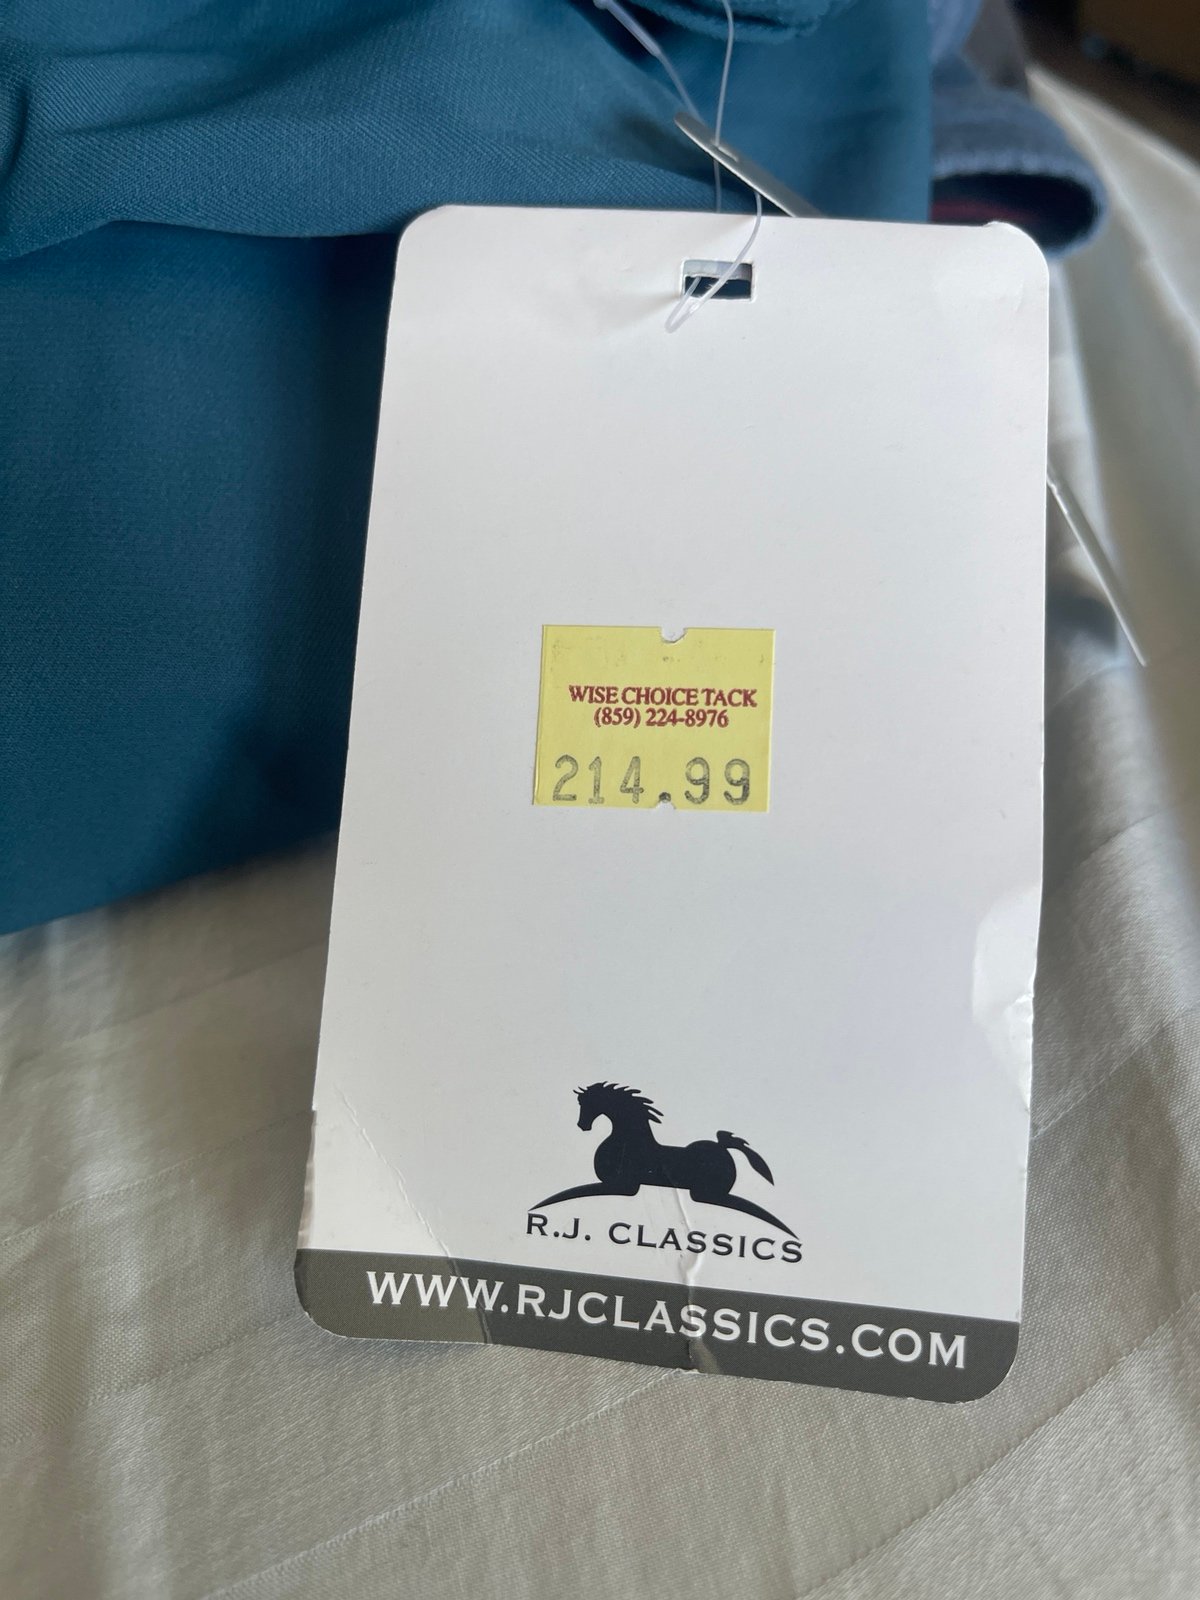 WISE CHOICE TACK
(859) 224-8976
214.99
R.J. CLASSICS
WWW.RJCLASSICS.COM